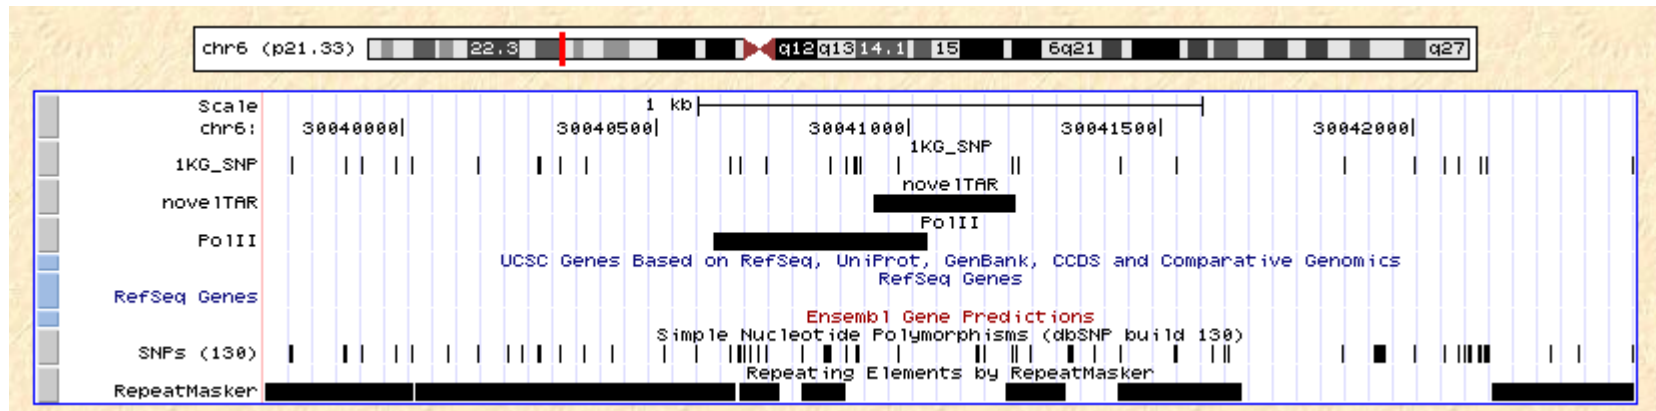 chr6 (p21.33) 22.3 q12 q13 14.1 15 6q21 q27
Scale 1 kb
chr6: 30040000| 30040500| 30041000| 30041500| 30042000|
1KG_SNP
1KG_SNP
novelTAR
novelTAR
PolII
PolII
UCSC Genes Based on RefSeq, UniProt, GenBank, CCDS and Comparative Genomics
RefSeq Genes
RefSeq Genes
Ensembl Gene Predictions
Simple Nucleotide Polymorphisms (dbSNP build 130)
SNPs (130)
Repeating Elements by RepeatMasker
RepeatMasker